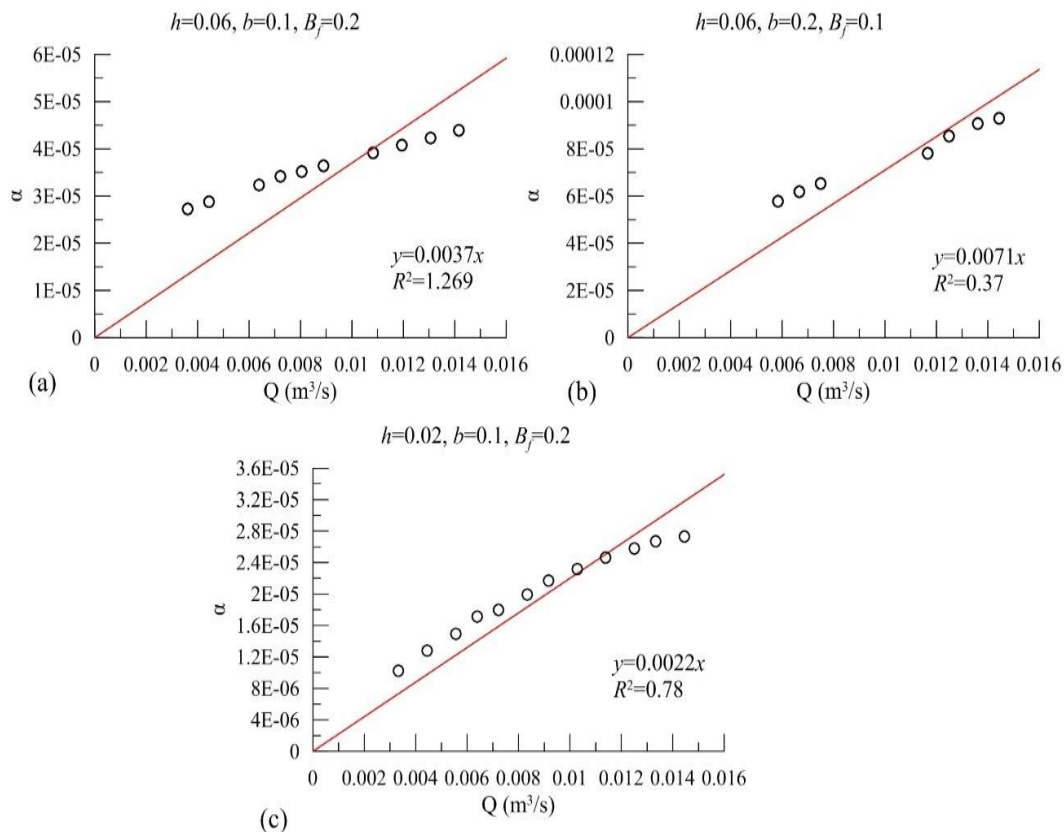 h=0.06, b=0.1, B_f=0.2
6E-05
5E-05
4E-05
3E-05
2E-05
1E-05
0
α
y=0.0037x
R²=1.269
0 0.002 0.004 0.006 0.008 0.01 0.012 0.014 0.016
Q (m³/s)
(a)
h=0.06, b=0.2, B_f=0.1
0.00012
0.0001
8E-05
6E-05
4E-05
2E-05
0
α
y=0.0071x
R²=0.37
0 0.002 0.004 0.006 0.008 0.01 0.012 0.014 0.016
Q (m³/s)
(b)
h=0.02, b=0.1, B_f=0.2
3.6E-05
3.2E-05
2.8E-05
2.4E-05
2E-05
1.6E-05
1.2E-05
8E-06
4E-06
0
α
y=0.0022x
R²=0.78
0 0.002 0.004 0.006 0.008 0.01 0.012 0.014 0.016
Q (m³/s)
(c)